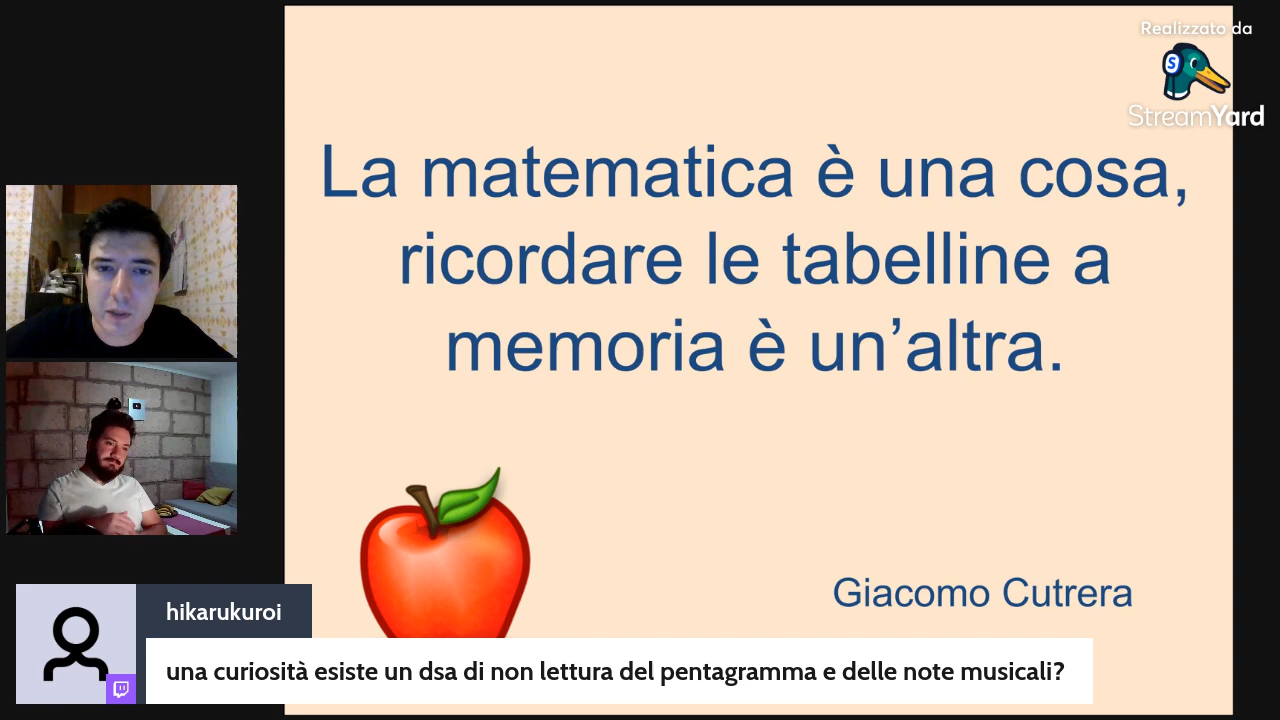 Realizzato da
StreamYard
La matematica è una cosa,
ricordare le tabelline a
memoria è un’altra.
Giacomo Cutrera
hikarukuroi
una curiosità esiste un dsa di non lettura del pentagramma e delle note musicali?